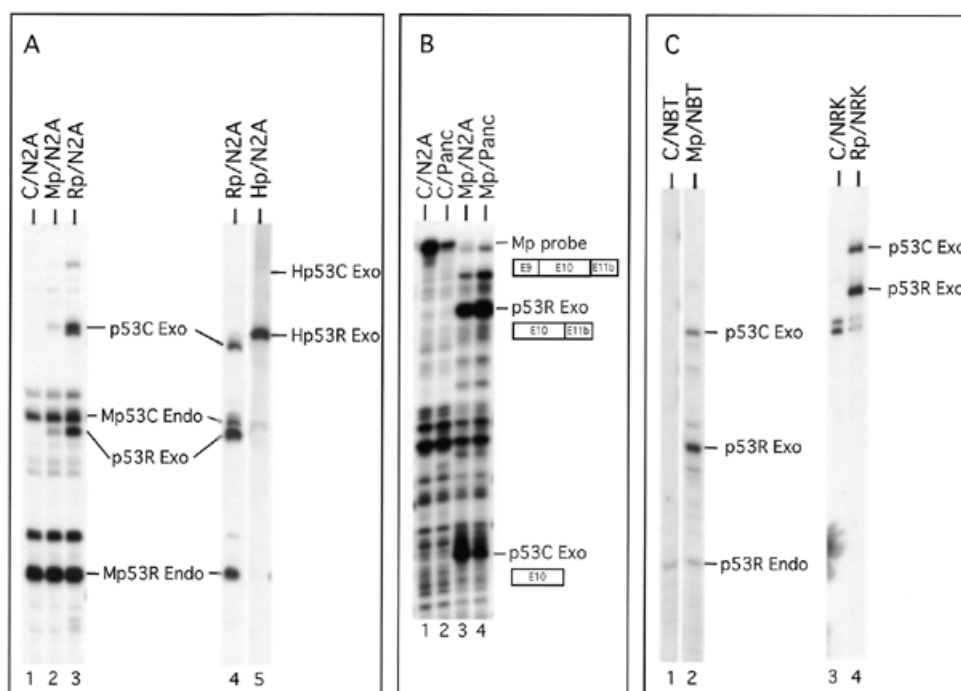 A
C/N2A
Mp/N2A
Rp/N2A
Rp/N2A
Hp/N2A
Hp53C Exo
p53C Exo
Hp53R Exo
Mp53C Endo
p53R Exo
Mp53R Endo
1 2 3 4 5
B
C/N2A
C/Panc
Mp/N2A
Mp/Panc
Mp probe
E9 E10 E11b
p53R Exo
E10 E11b
p53C Exo
E10
1 2 3 4
C
C/NBT
Mp/NBT
C/NRK
Rp/NRK
p53C Exo
p53R Exo
p53C Exo
p53R Exo
p53R Endo
1 2 3 4